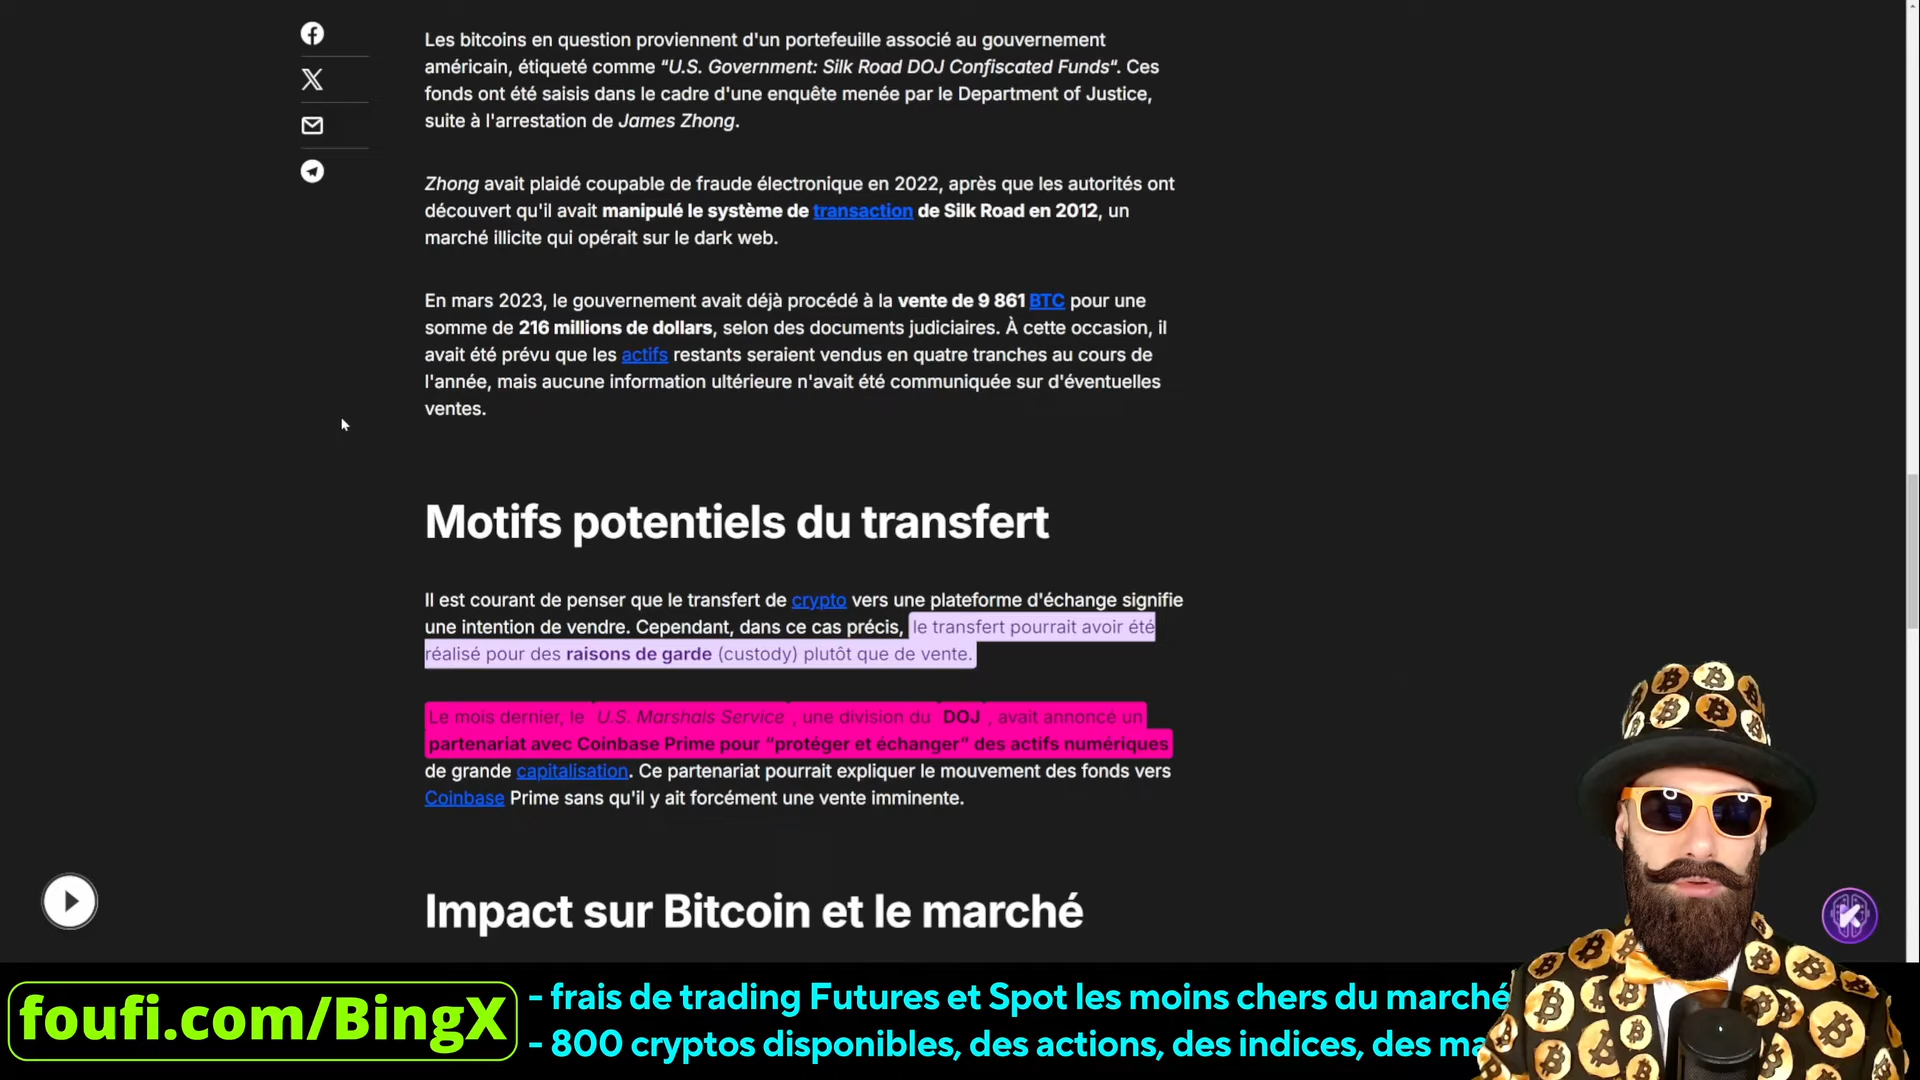 Les bitcoins en question proviennent d'un portefeuille associé au gouvernement
américain, étiqueté comme "U.S. Government: Silk Road DOJ Confiscated Funds". Ces
fonds ont été saisis dans le cadre d'une enquête menée par le Department of Justice,
suite à l'arrestation de James Zhong.
Zhong avait plaidé coupable de fraude électronique en 2022, après que les autorités ont
découvert qu'il avait manipulé le système de transaction de Silk Road en 2012, un
marché illicite qui opérait sur le dark web.
En mars 2023, le gouvernement avait déjà procédé à la vente de 9 861 BTC pour une
somme de 216 millions de dollars, selon des documents judiciaires. À cette occasion, il
avait été prévu que les actifs restants seraient vendus en quatre tranches au cours de
l'année, mais aucune information ultérieure n'avait été communiquée sur d'éventuelles
ventes.
Motifs potentiels du transfert
Il est courant de penser que le transfert de crypto vers une plateforme d'échange signifie
une intention de vendre. Cependant, dans ce cas précis, le transfert pourrait avoir été
réalisé pour des raisons de garde (custody) plutôt que de vente.
Le mois dernier, le U.S. Marshals Service , une division du DOJ , avait annoncé un
partenariat avec Coinbase Prime pour “protéger et échanger” des actifs numériques
de grande capitalisation. Ce partenariat pourrait expliquer le mouvement des fonds vers
Coinbase Prime sans qu'il y ait forcément une vente imminente.
Impact sur Bitcoin et le marché
foufi.com/BingX
- frais de trading Futures et Spot les moins chers du marché
- 800 cryptos disponibles, des actions, des indices, des ma